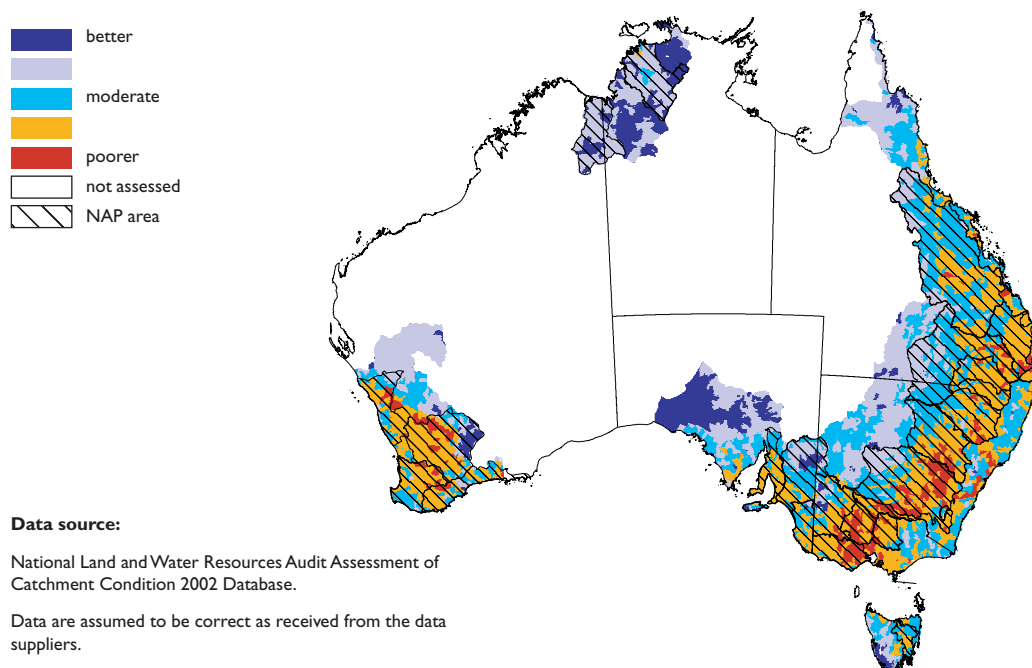 better
moderate
poorer
not assessed
NAP area
Data source:
National Land and Water Resources Audit Assessment of
Catchment Condition 2002 Database.
Data are assumed to be correct as received from the data
suppliers.